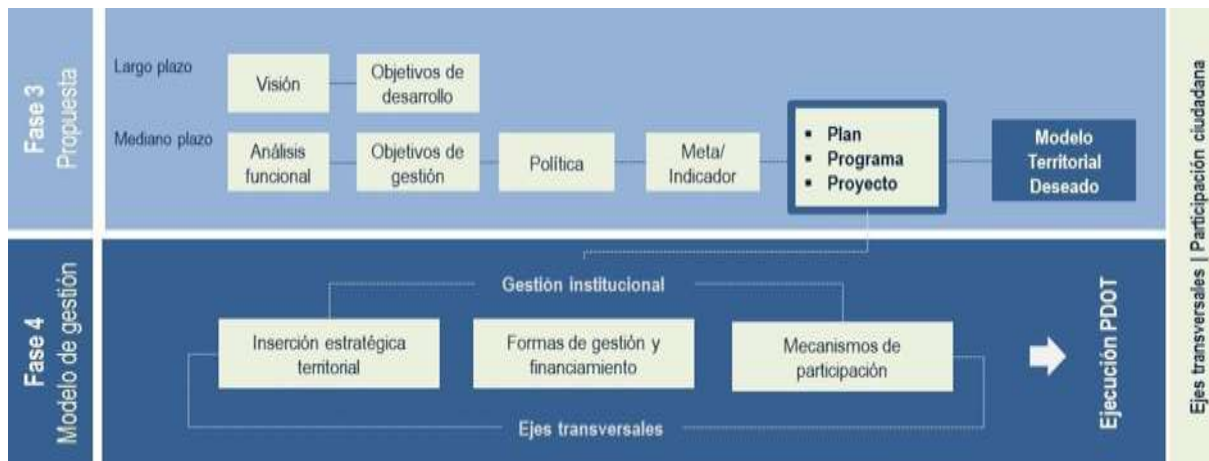 Fase 3
Propuesta
Largo plazo
Visión
Objetivos de
desarrollo
Mediano plazo
Análisis
funcional
Objetivos de
gestión
Política
Meta/
Indicador
▪ Plan
▪ Programa
▪ Proyecto
Modelo
Territorial
Deseado
Fase 4
Modelo de gestión
Gestión institucional
Inserción estratégica
territorial
Formas de gestión y
financiamiento
Mecanismos de
participación
Ejes transversales
Ejecución PDOT
Ejes transversales | Participación ciudadana